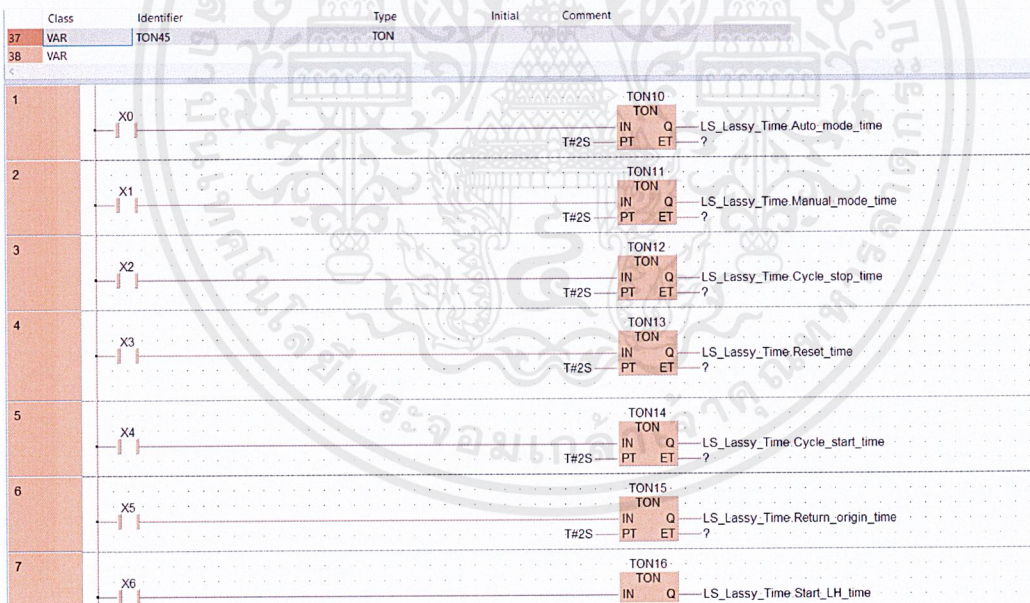 Class Identifier Type Initial Comment
37 VAR TON45 TON
38 VAR
1
X0
TON10
TON
IN Q LS_Lassy_Time.Auto_mode_time
T#2S PT ET ?
2
X1
TON11
TON
IN Q LS_Lassy_Time.Manual_mode_time
T#2S PT ET ?
3
X2
TON12
TON
IN Q LS_Lassy_Time.Cycle_stop_time
T#2S PT ET ?
4
X3
TON13
TON
IN Q LS_Lassy_Time.Reset_time
T#2S PT ET ?
5
X4
TON14
TON
IN Q LS_Lassy_Time.Cycle_start_time
T#2S PT ET ?
6
X5
TON15
TON
IN Q LS_Lassy_Time.Return_origin_time
T#2S PT ET ?
7
X6
TON16
TON
IN Q LS_Lassy_Time.Start_LH_time